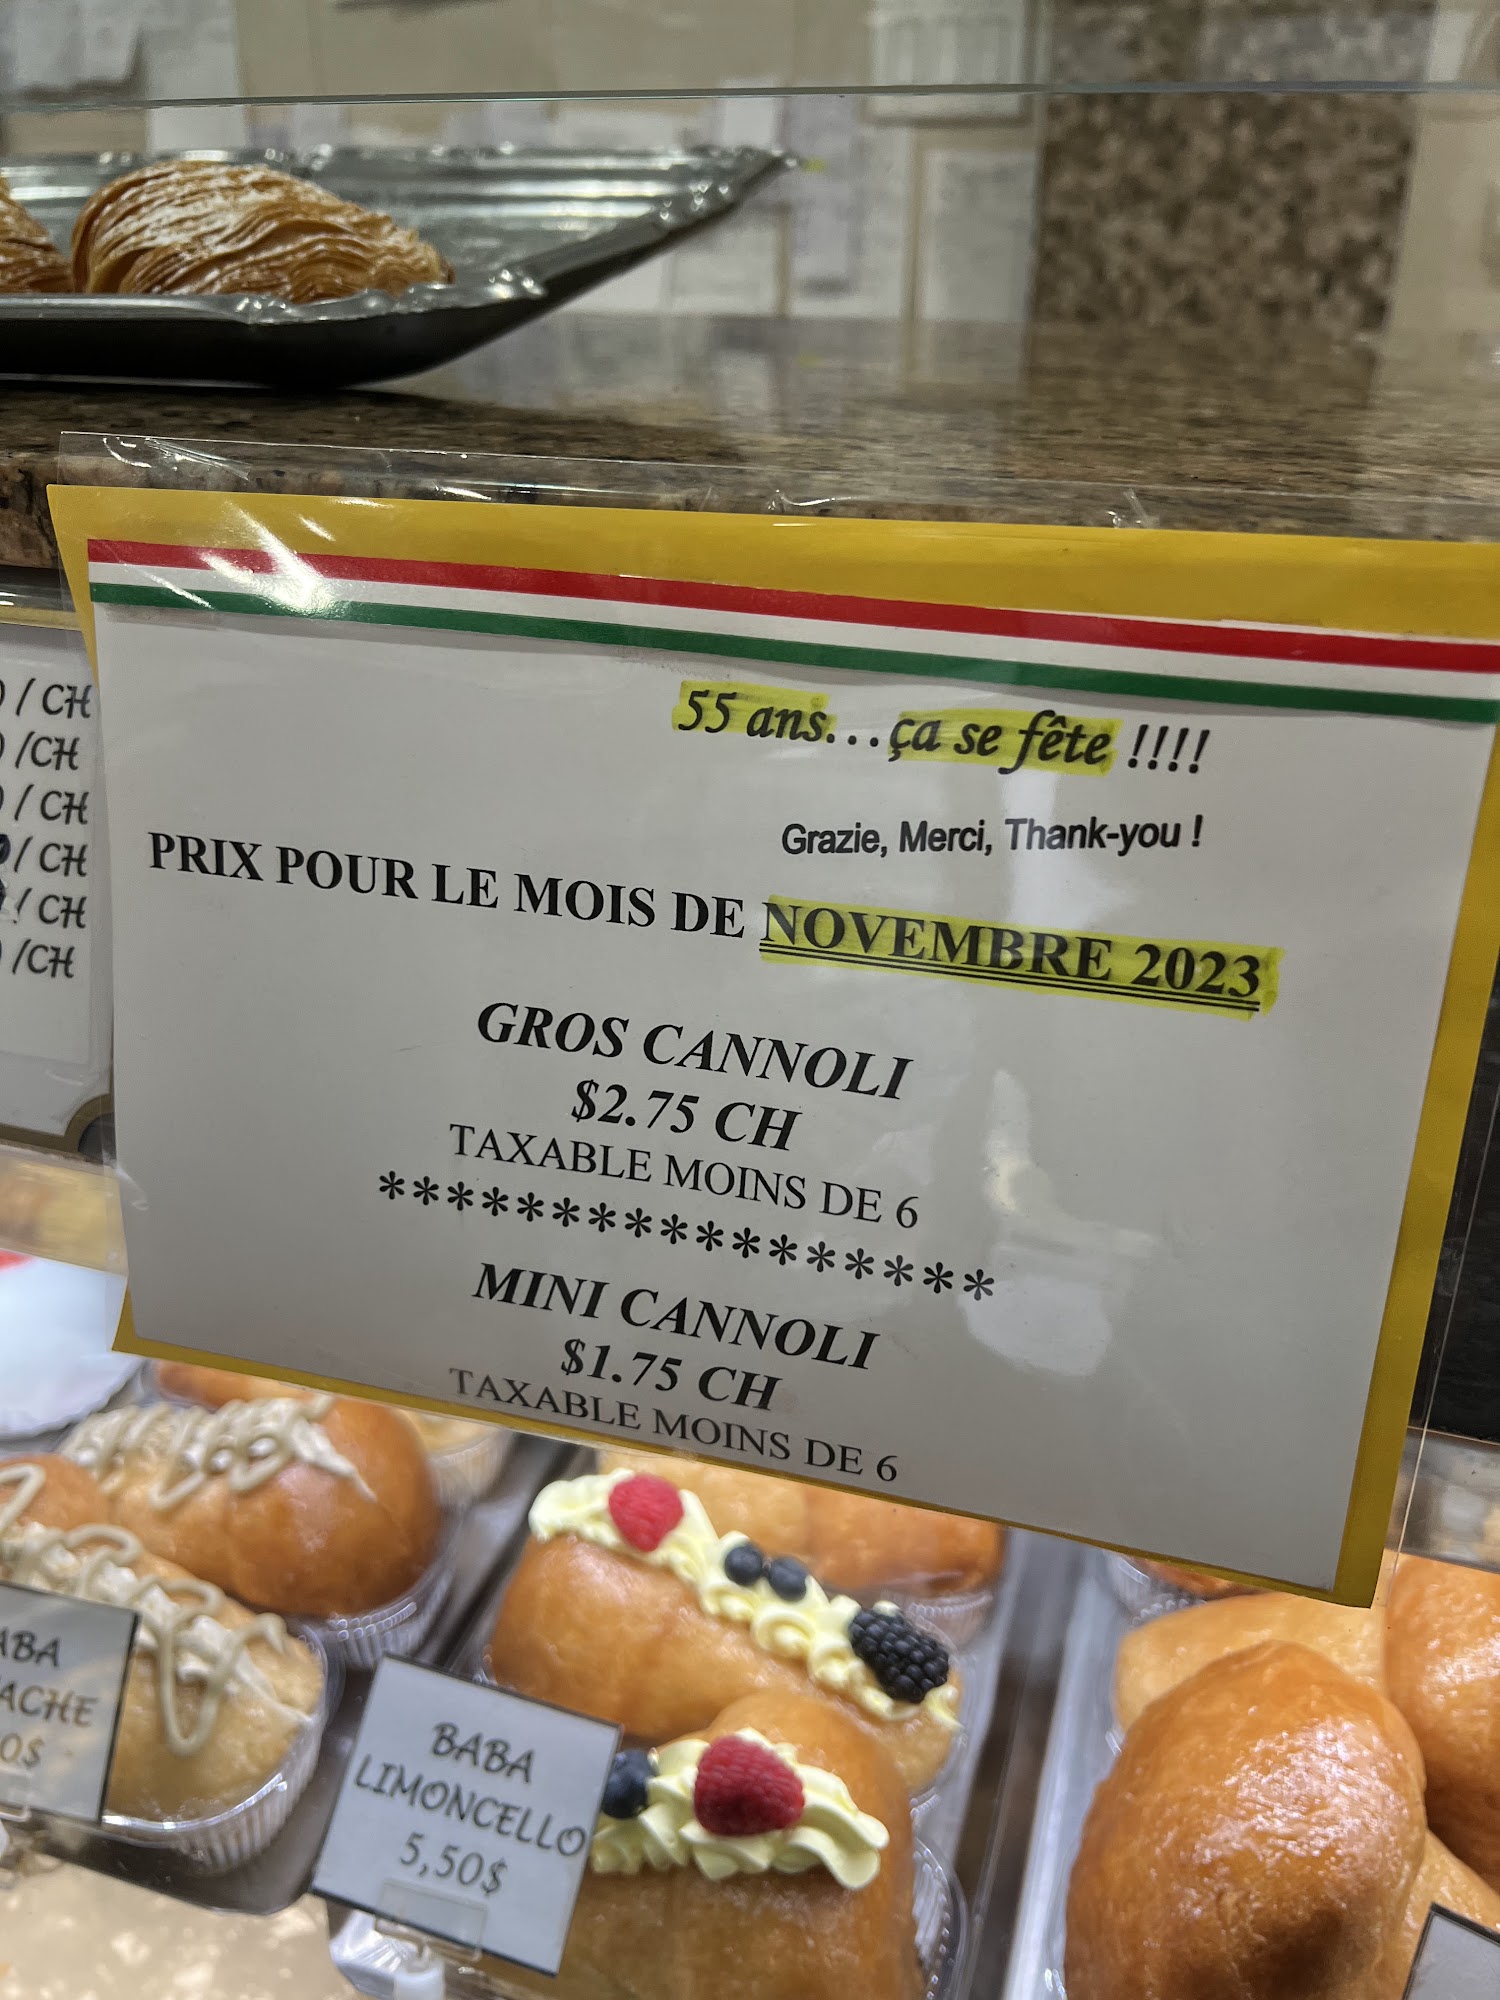 55 ans...ça se fête !!!!
Grazie, Merci, Thank-you !
PRIX POUR LE MOIS DE NOVEMBRE 2023
GROS CANNOLI
$2.75 CH
TAXABLE MOINS DE 6
*****************
MINI CANNOLI
$1.75 CH
TAXABLE MOINS DE 6
/ CH
/CH
/ CH
/ CH
/ CH
/CH
BABA
LIMONCELLO
5,50$